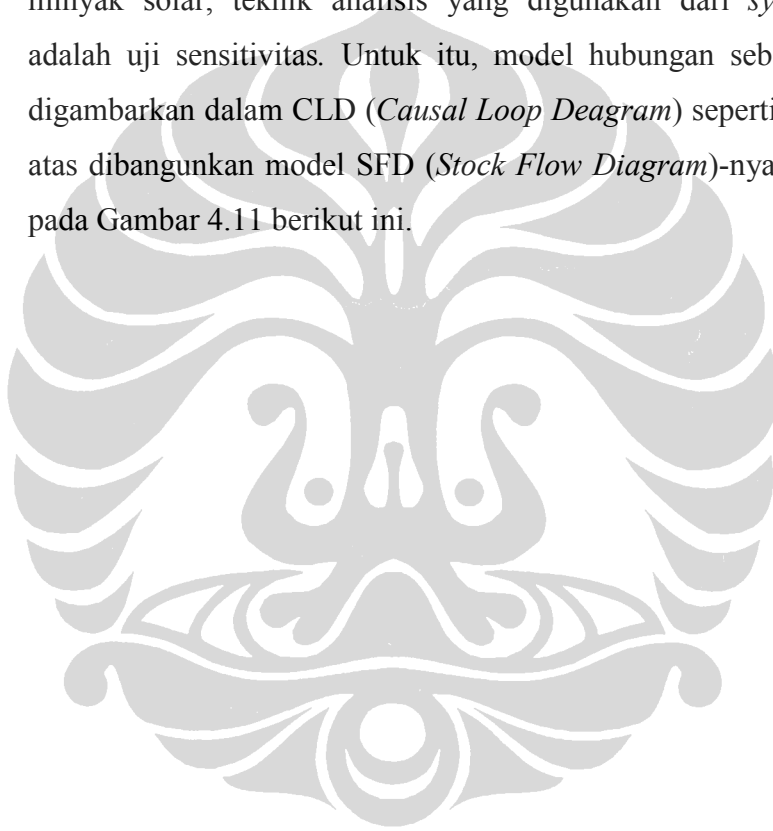 minyak solar, teknik analisis yang digunakan dari
adalah uji sensitivitas. Untuk itu, model hubungan
digambarkan dalam CLD (Causal Loop Deagram) seperti
atas dibangunkan model SFD (Stock Flow Diagram)-nya
pada Gambar 4.11 berikut ini.